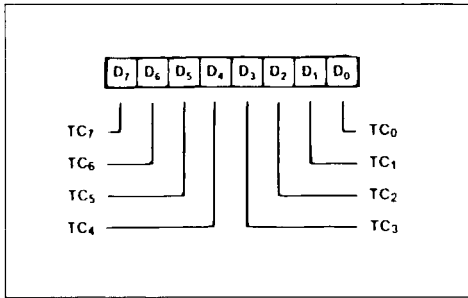 D₇ D₆ D₅ D₄ D₃ D₂ D₁ D₀
TC₇ TC₀
TC₆ TC₁
TC₅ TC₂
TC₄ TC₃